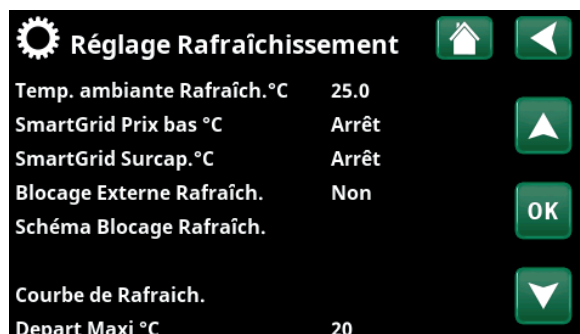 Réglage Rafraîchissement
Temp. ambiante Rafraîch.°C 25.0
SmartGrid Prix bas °C Arrêt
SmartGrid Surcap.°C Arrêt
Blocage Externe Rafraîch. Non
Schéma Blocage Rafraîch.
OK
Courbe de Rafraich.
Depart Maxi °C 20